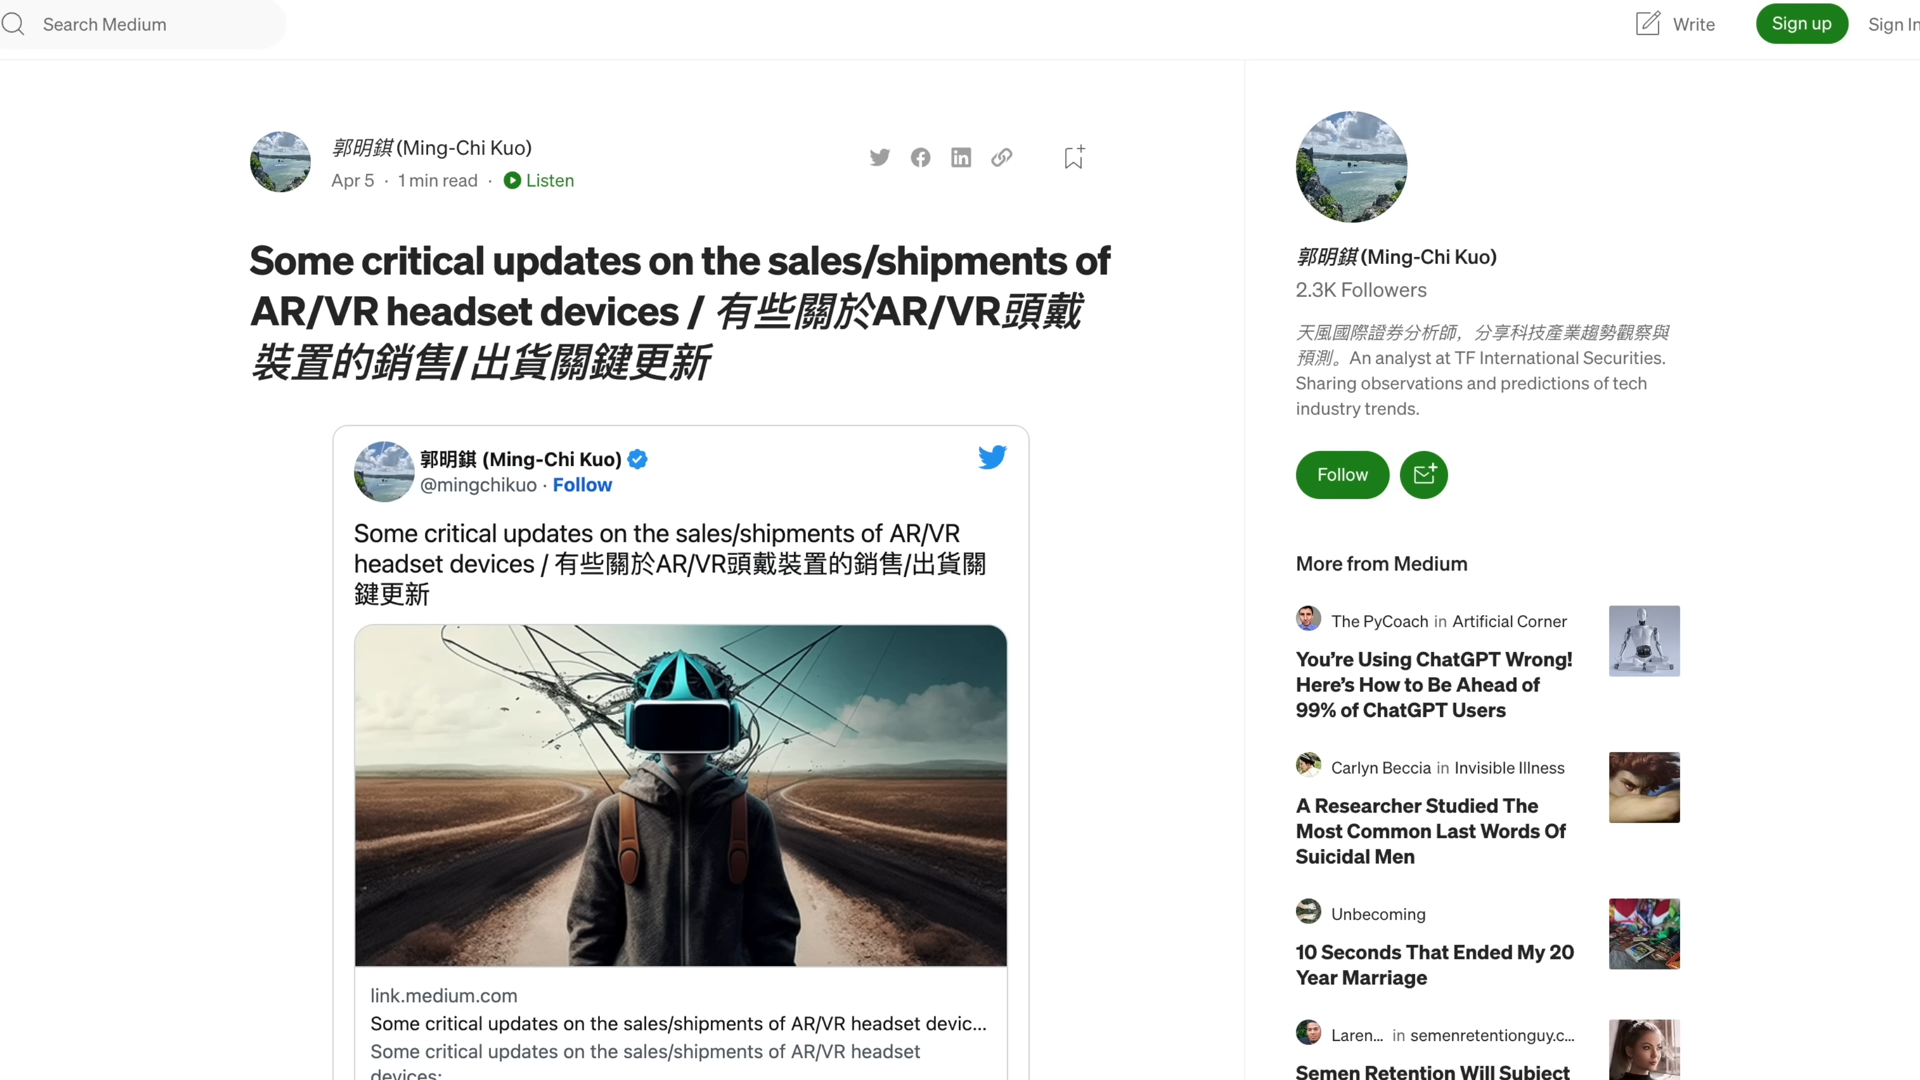 Search Medium
Write
Sign up
Sign In
郭明錤 (Ming-Chi Kuo)
Apr 5 · 1 min read · Listen
Some critical updates on the sales/shipments of
AR/VR headset devices / 有些關於AR/VR頭戴
裝置的銷售/出貨關鍵更新
郭明錤 (Ming-Chi Kuo)
@mingchikuo · Follow
Some critical updates on the sales/shipments of AR/VR
headset devices / 有些關於AR/VR頭戴裝置的銷售/出貨關
鍵更新
link.medium.com
Some critical updates on the sales/shipments of AR/VR headset devic...
Some critical updates on the sales/shipments of AR/VR headset
devices:
郭明錤 (Ming-Chi Kuo)
2.3K Followers
天風國際證券分析師，分享科技產業趨勢觀察與
預測。An analyst at TF International Securities.
Sharing observations and predictions of tech
industry trends.
Follow
More from Medium
The PyCoach in Artificial Corner
You’re Using ChatGPT Wrong!
Here’s How to Be Ahead of
99% of ChatGPT Users
Carlyn Beccia in Invisible Illness
A Researcher Studied The
Most Common Last Words Of
Suicidal Men
Unbecoming
10 Seconds That Ended My 20
Year Marriage
Laren... in semenretentionguy.c...
Semen Retention Will Subject